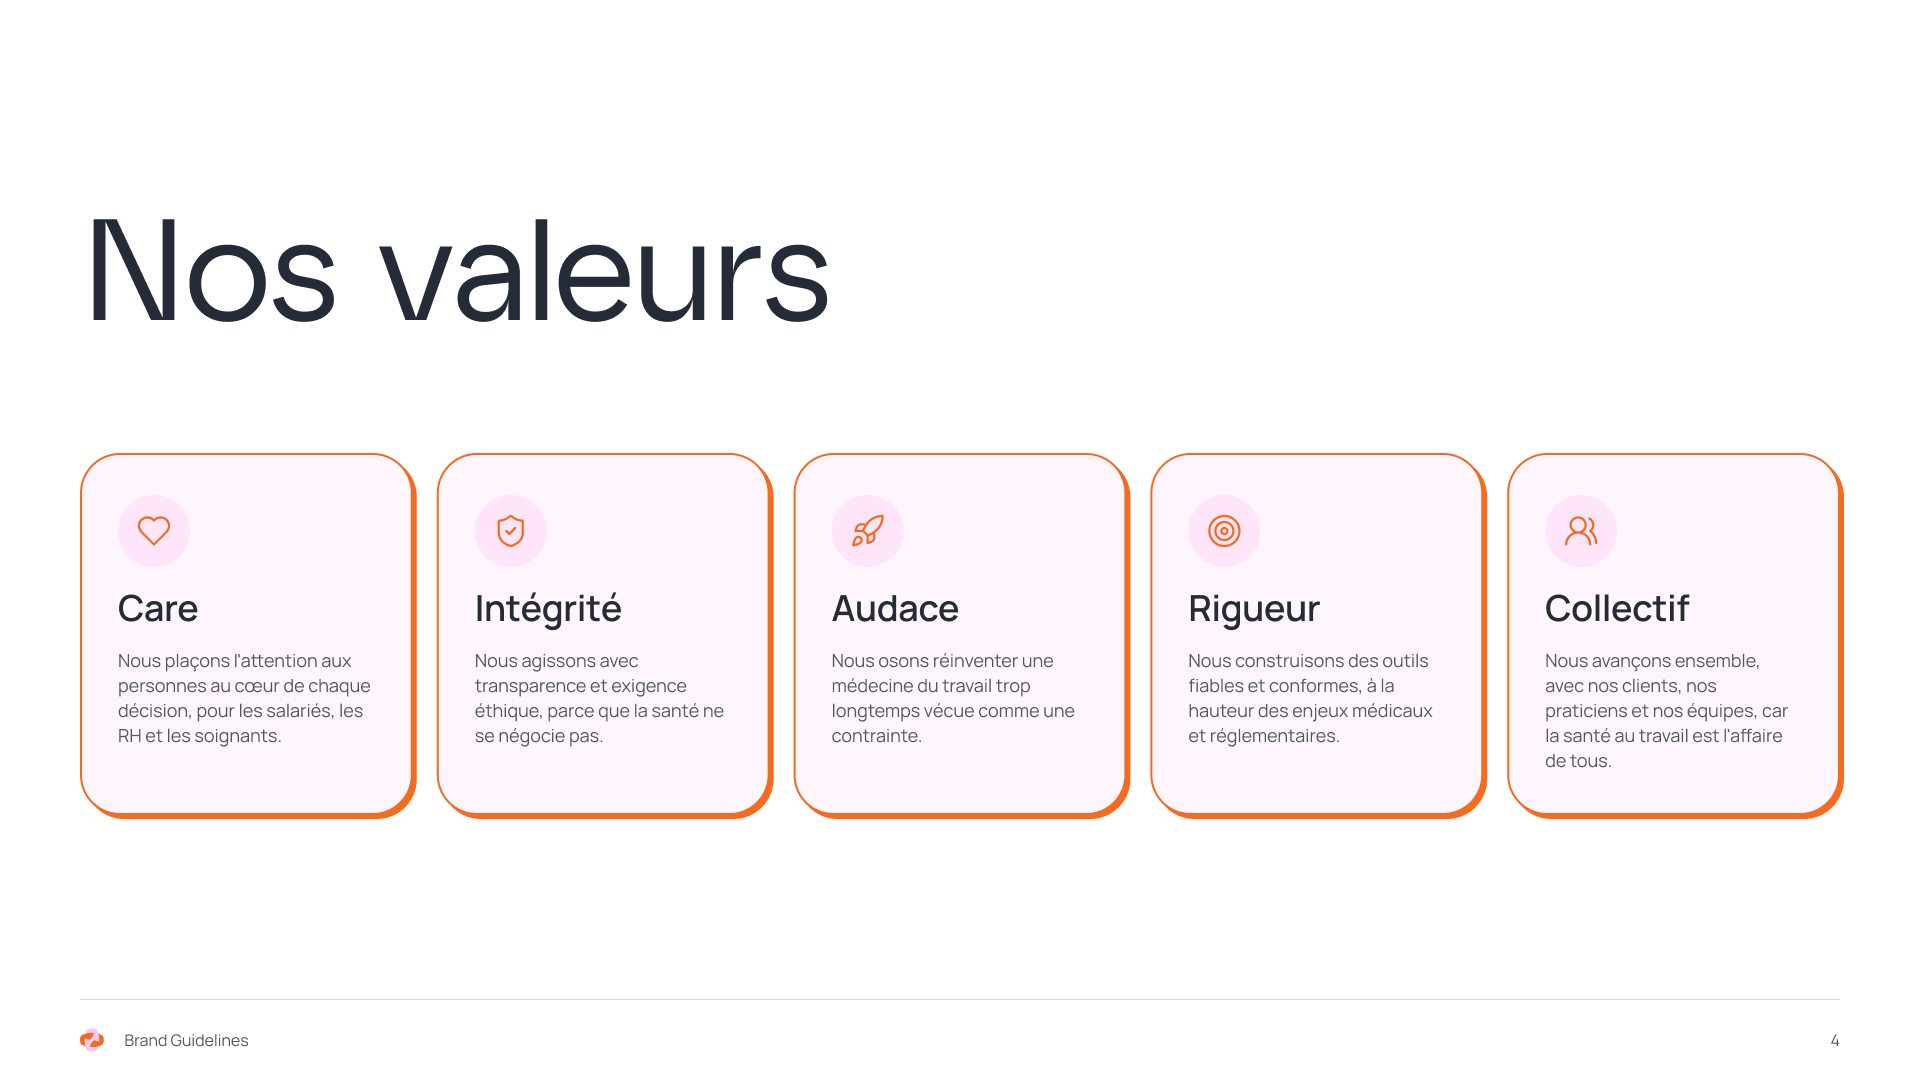 Nos valeurs
Care
Nous plaçons l'attention aux
personnes au cœur de chaque
décision, pour les salariés, les
RH et les soignants.
Intégrité
Nous agissons avec
transparence et exigence
éthique, parce que la santé ne
se négocie pas.
Audace
Nous osons réinventer une
médecine du travail trop
longtemps vécue comme une
contrainte.
Rigueur
Nous construisons des outils
fiables et conformes, à la
hauteur des enjeux médicaux
et réglementaires.
Collectif
Nous avançons ensemble,
avec nos clients, nos
praticiens et nos équipes, car
la santé au travail est l'affaire
de tous.
Brand Guidelines
4